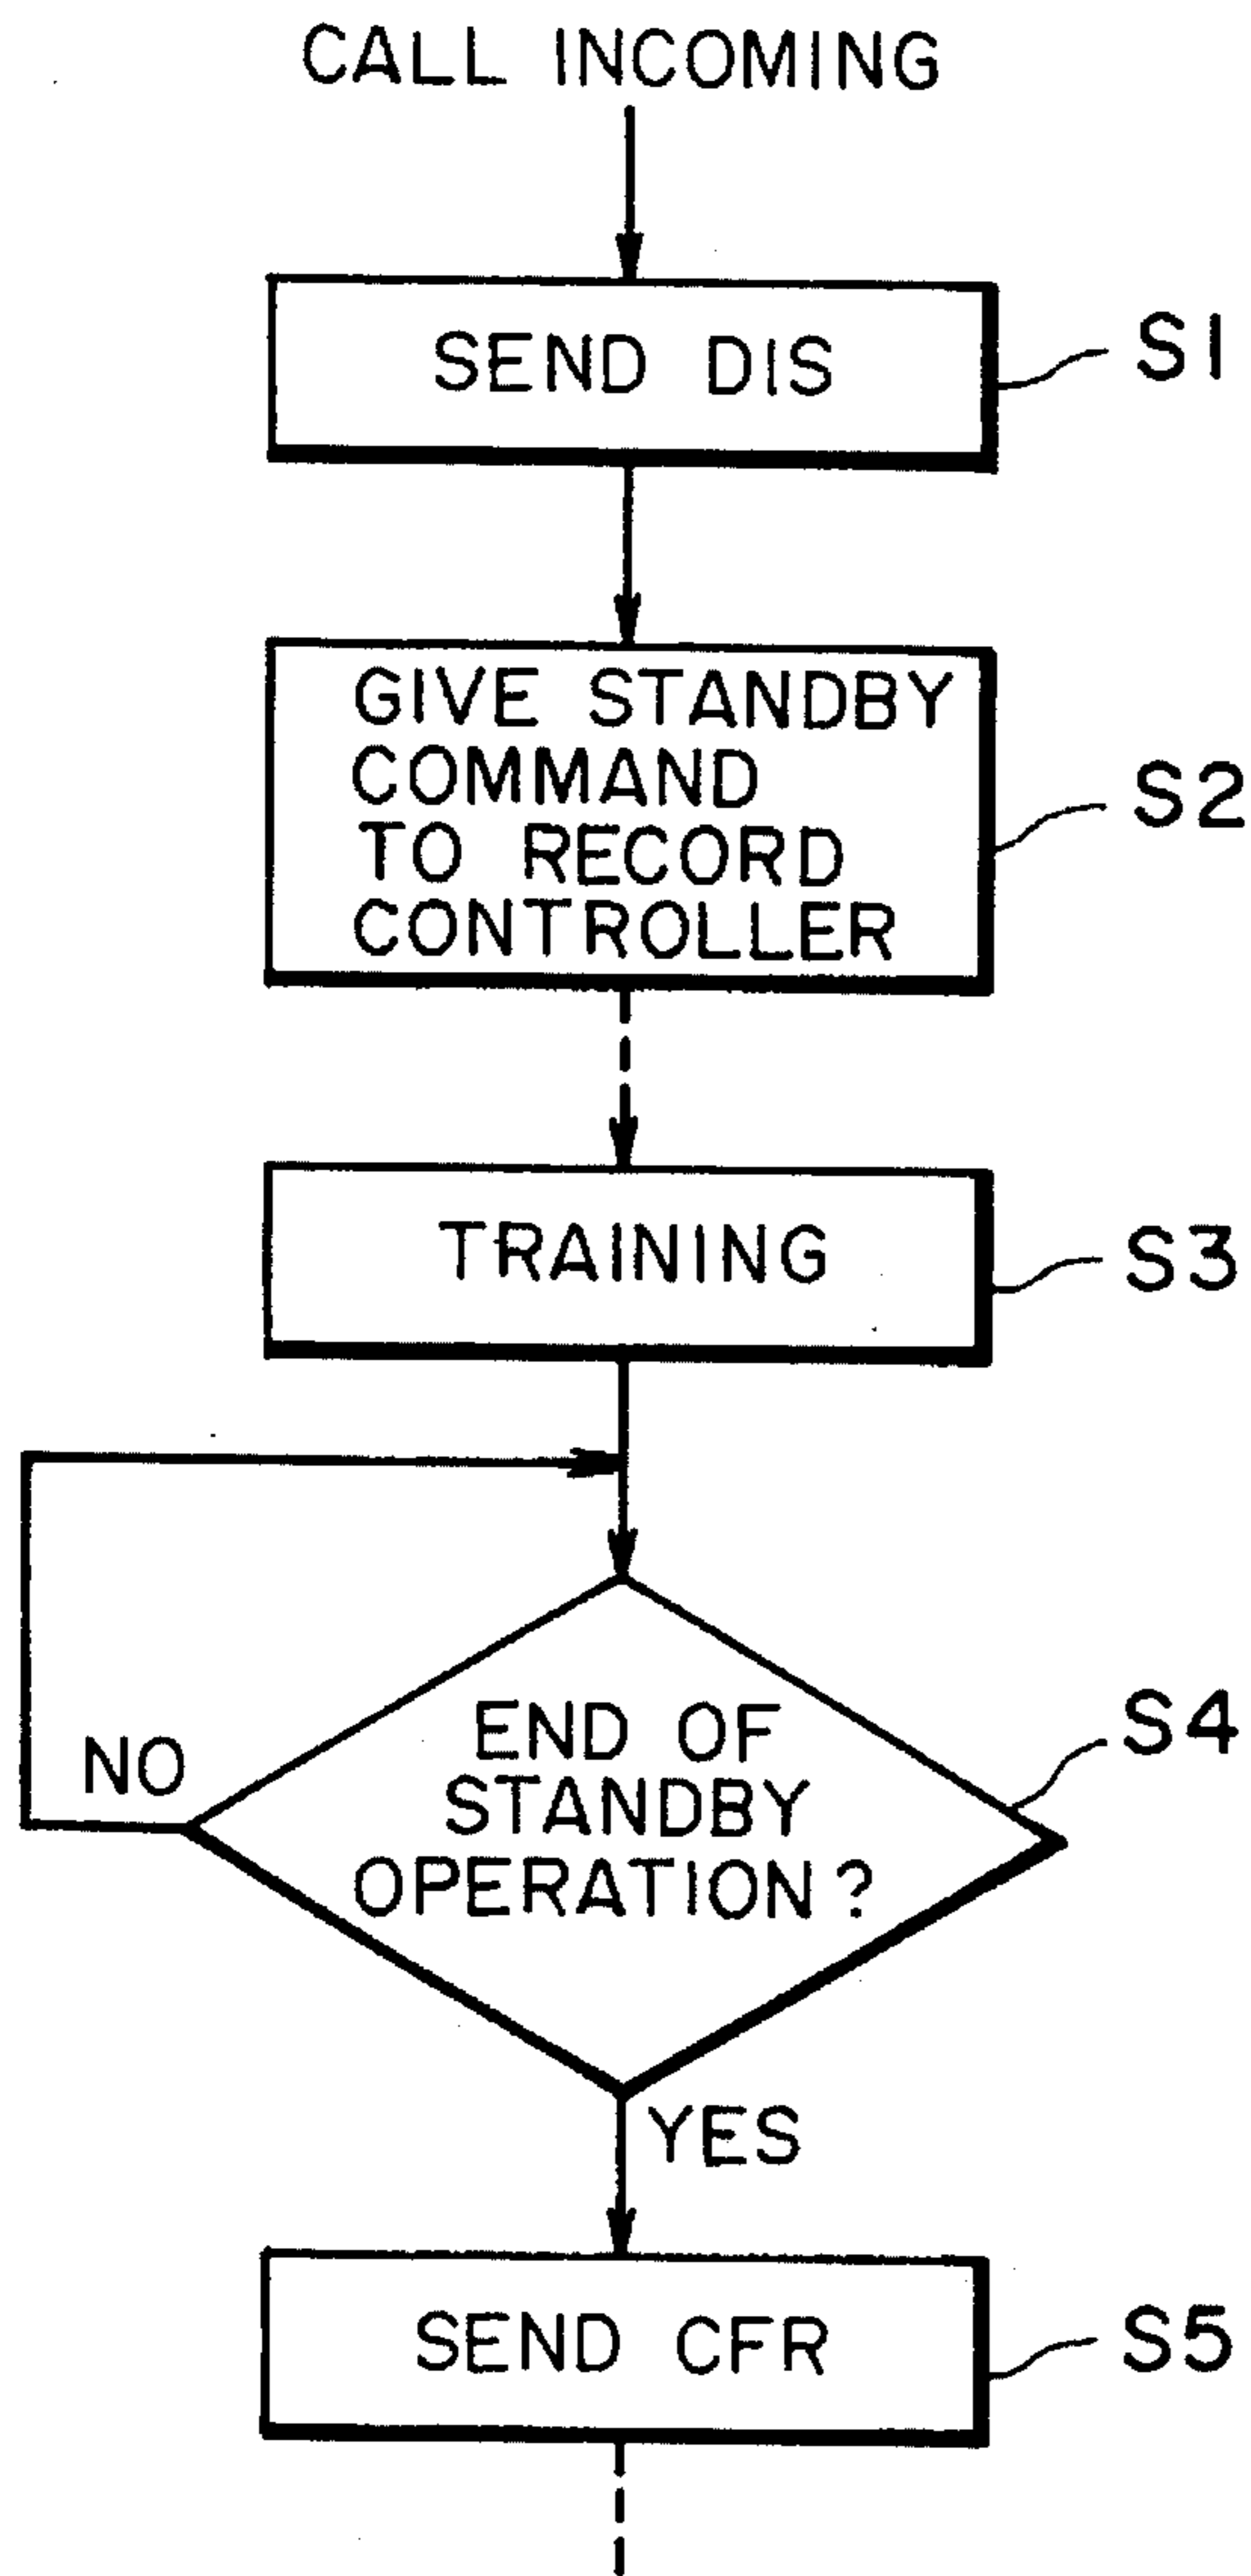 CALL INCOMING
SEND DIS
S1
GIVE STANDBY
COMMAND
TO RECORD
CONTROLLER
S2
TRAINING
S3
END OF
STANDBY
OPERATION?
S4
NO
YES
SEND CFR
S5